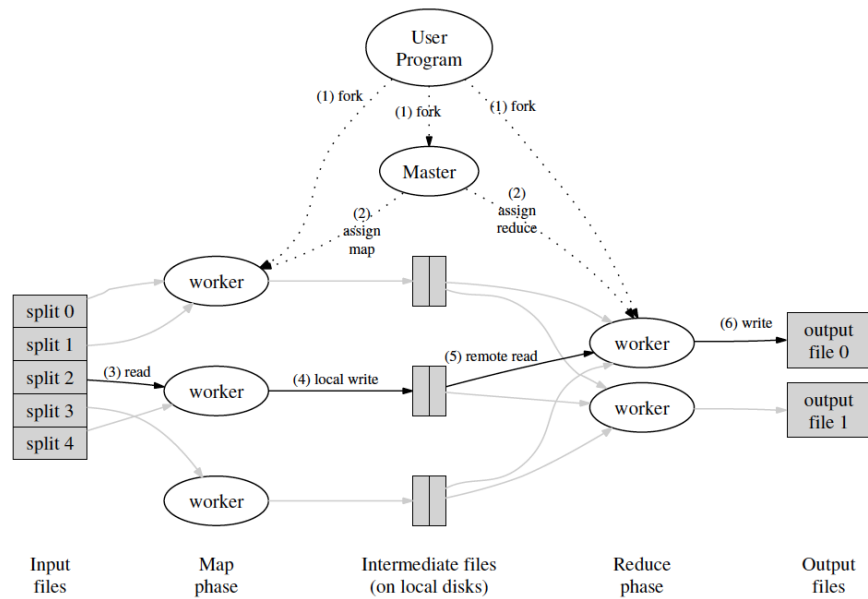 User
Program
(1) fork
(1) fork
(1) fork
Master
(2)
assign
map
(2)
assign
reduce
worker
split 0
split 1
split 2
split 3
split 4
(3) read
worker
(4) local write
(5) remote read
worker
(6) write
output
file 0
worker
output
file 1
worker
Input
files
Map
phase
Intermediate files
(on local disks)
Reduce
phase
Output
files